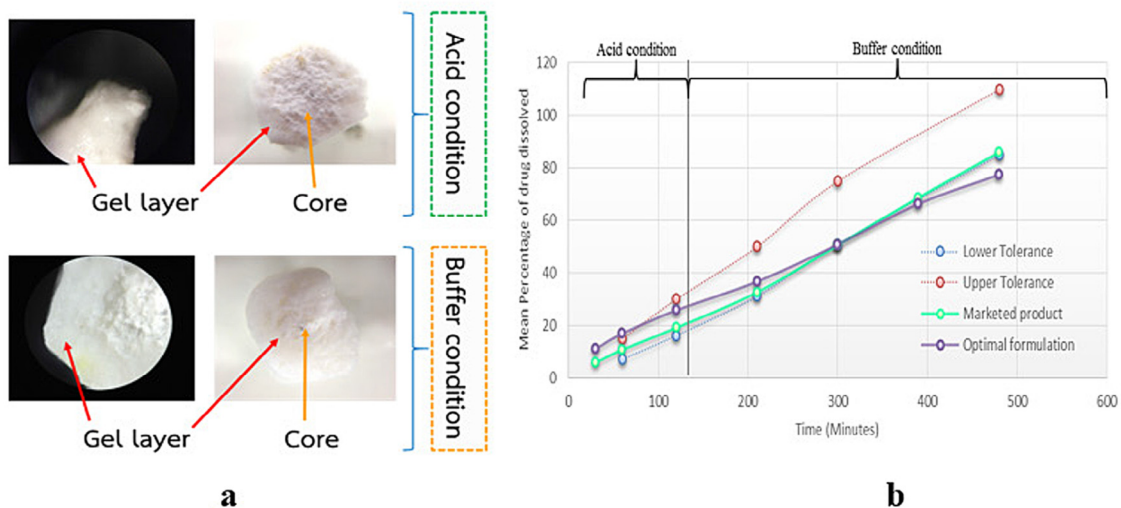 Gel layer
Core
Acid condition
Gel layer
Core
Buffer condition
a
Acid condition
Buffer condition
120
100
80
60
40
20
0
Mean Percentage of drug dissolved
Lower Tolerance
Upper Tolerance
Marketed product
Optimal formulation
0 100 200 300 400 500 600
Time (Minutes)
b